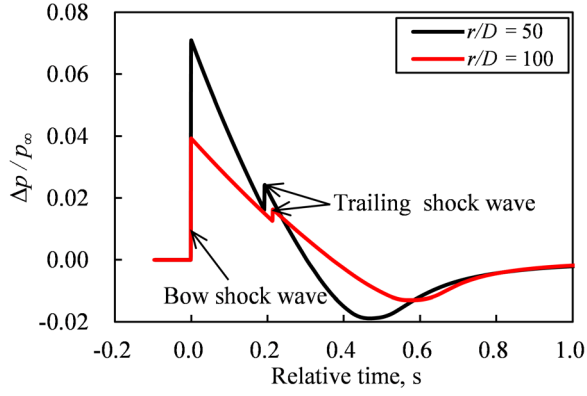 0.08
r/D = 50
r/D = 100
0.06
0.04
Δp / p∞
0.02
Trailing shock wave
0.00
Bow shock wave
-0.02
-0.2 0.0 0.2 0.4 0.6 0.8 1.0
Relative time, s